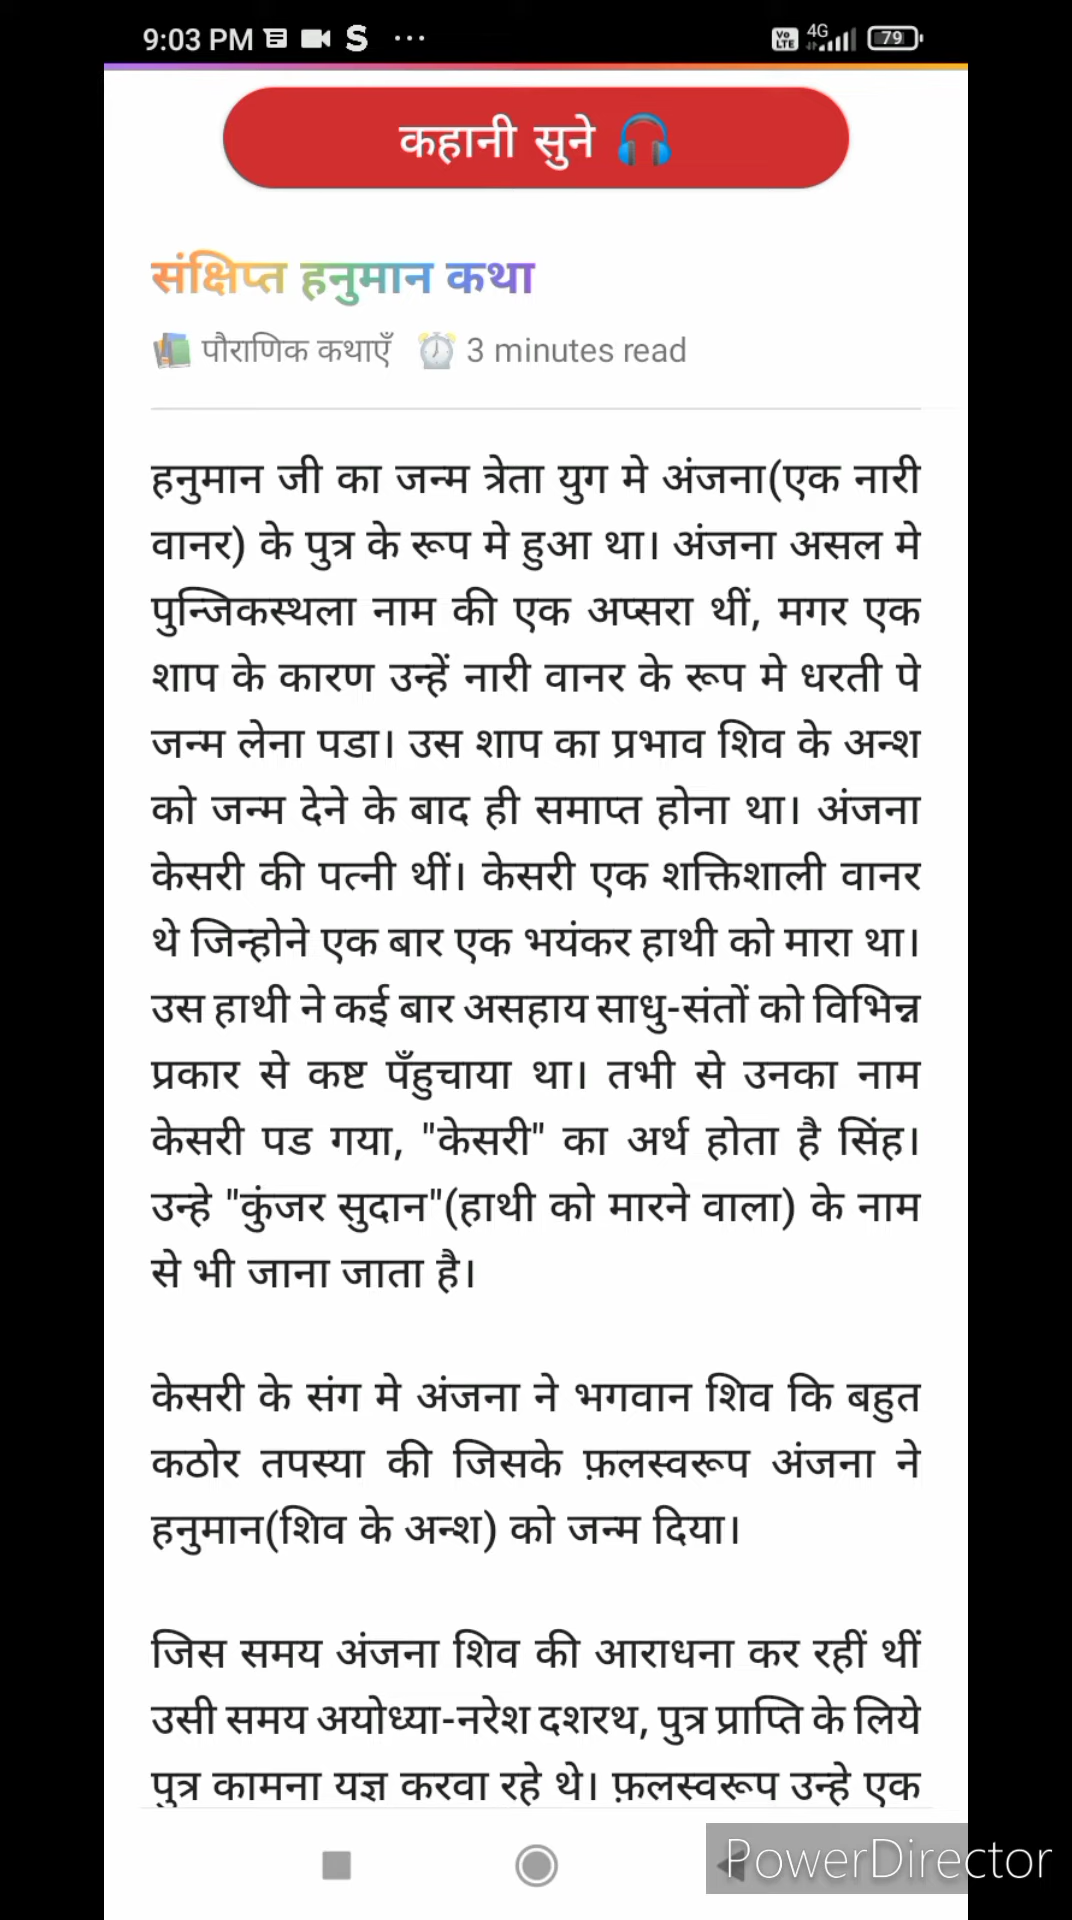 9:03 PM S ...
Vo LTE 4G 79
कहानी सुने
संक्षिप्त हनुमान कथा
पौराणिक कथाएँ 3 minutes read
हनुमान जी का जन्म त्रेता युग मे अंजना(एक नारी
वानर) के पुत्र के रूप मे हुआ था। अंजना असल मे
पुन्जिकस्थला नाम की एक अप्सरा थीं, मगर एक
शाप के कारण उन्हें नारी वानर के रूप मे धरती पे
जन्म लेना पडा। उस शाप का प्रभाव शिव के अन्श
को जन्म देने के बाद ही समाप्त होना था। अंजना
केसरी की पत्नी थीं। केसरी एक शक्तिशाली वानर
थे जिन्होने एक बार एक भयंकर हाथी को मारा था।
उस हाथी ने कई बार असहाय साधु-संतों को विभिन्न
प्रकार से कष्ट पँहुचाया था। तभी से उनका नाम
केसरी पड गया, "केसरी" का अर्थ होता है सिंह।
उन्हे "कुंजर सुदान"(हाथी को मारने वाला) के नाम
से भी जाना जाता है।
केसरी के संग मे अंजना ने भगवान शिव कि बहुत
कठोर तपस्या की जिसके फ़लस्वरूप अंजना ने
हनुमान(शिव के अन्श) को जन्म दिया।
जिस समय अंजना शिव की आराधना कर रहीं थीं
उसी समय अयोध्या-नरेश दशरथ, पुत्र प्राप्ति के लिये
पुत्र कामना यज्ञ करवा रहे थे। फ़लस्वरूप उन्हे एक
PowerDirector